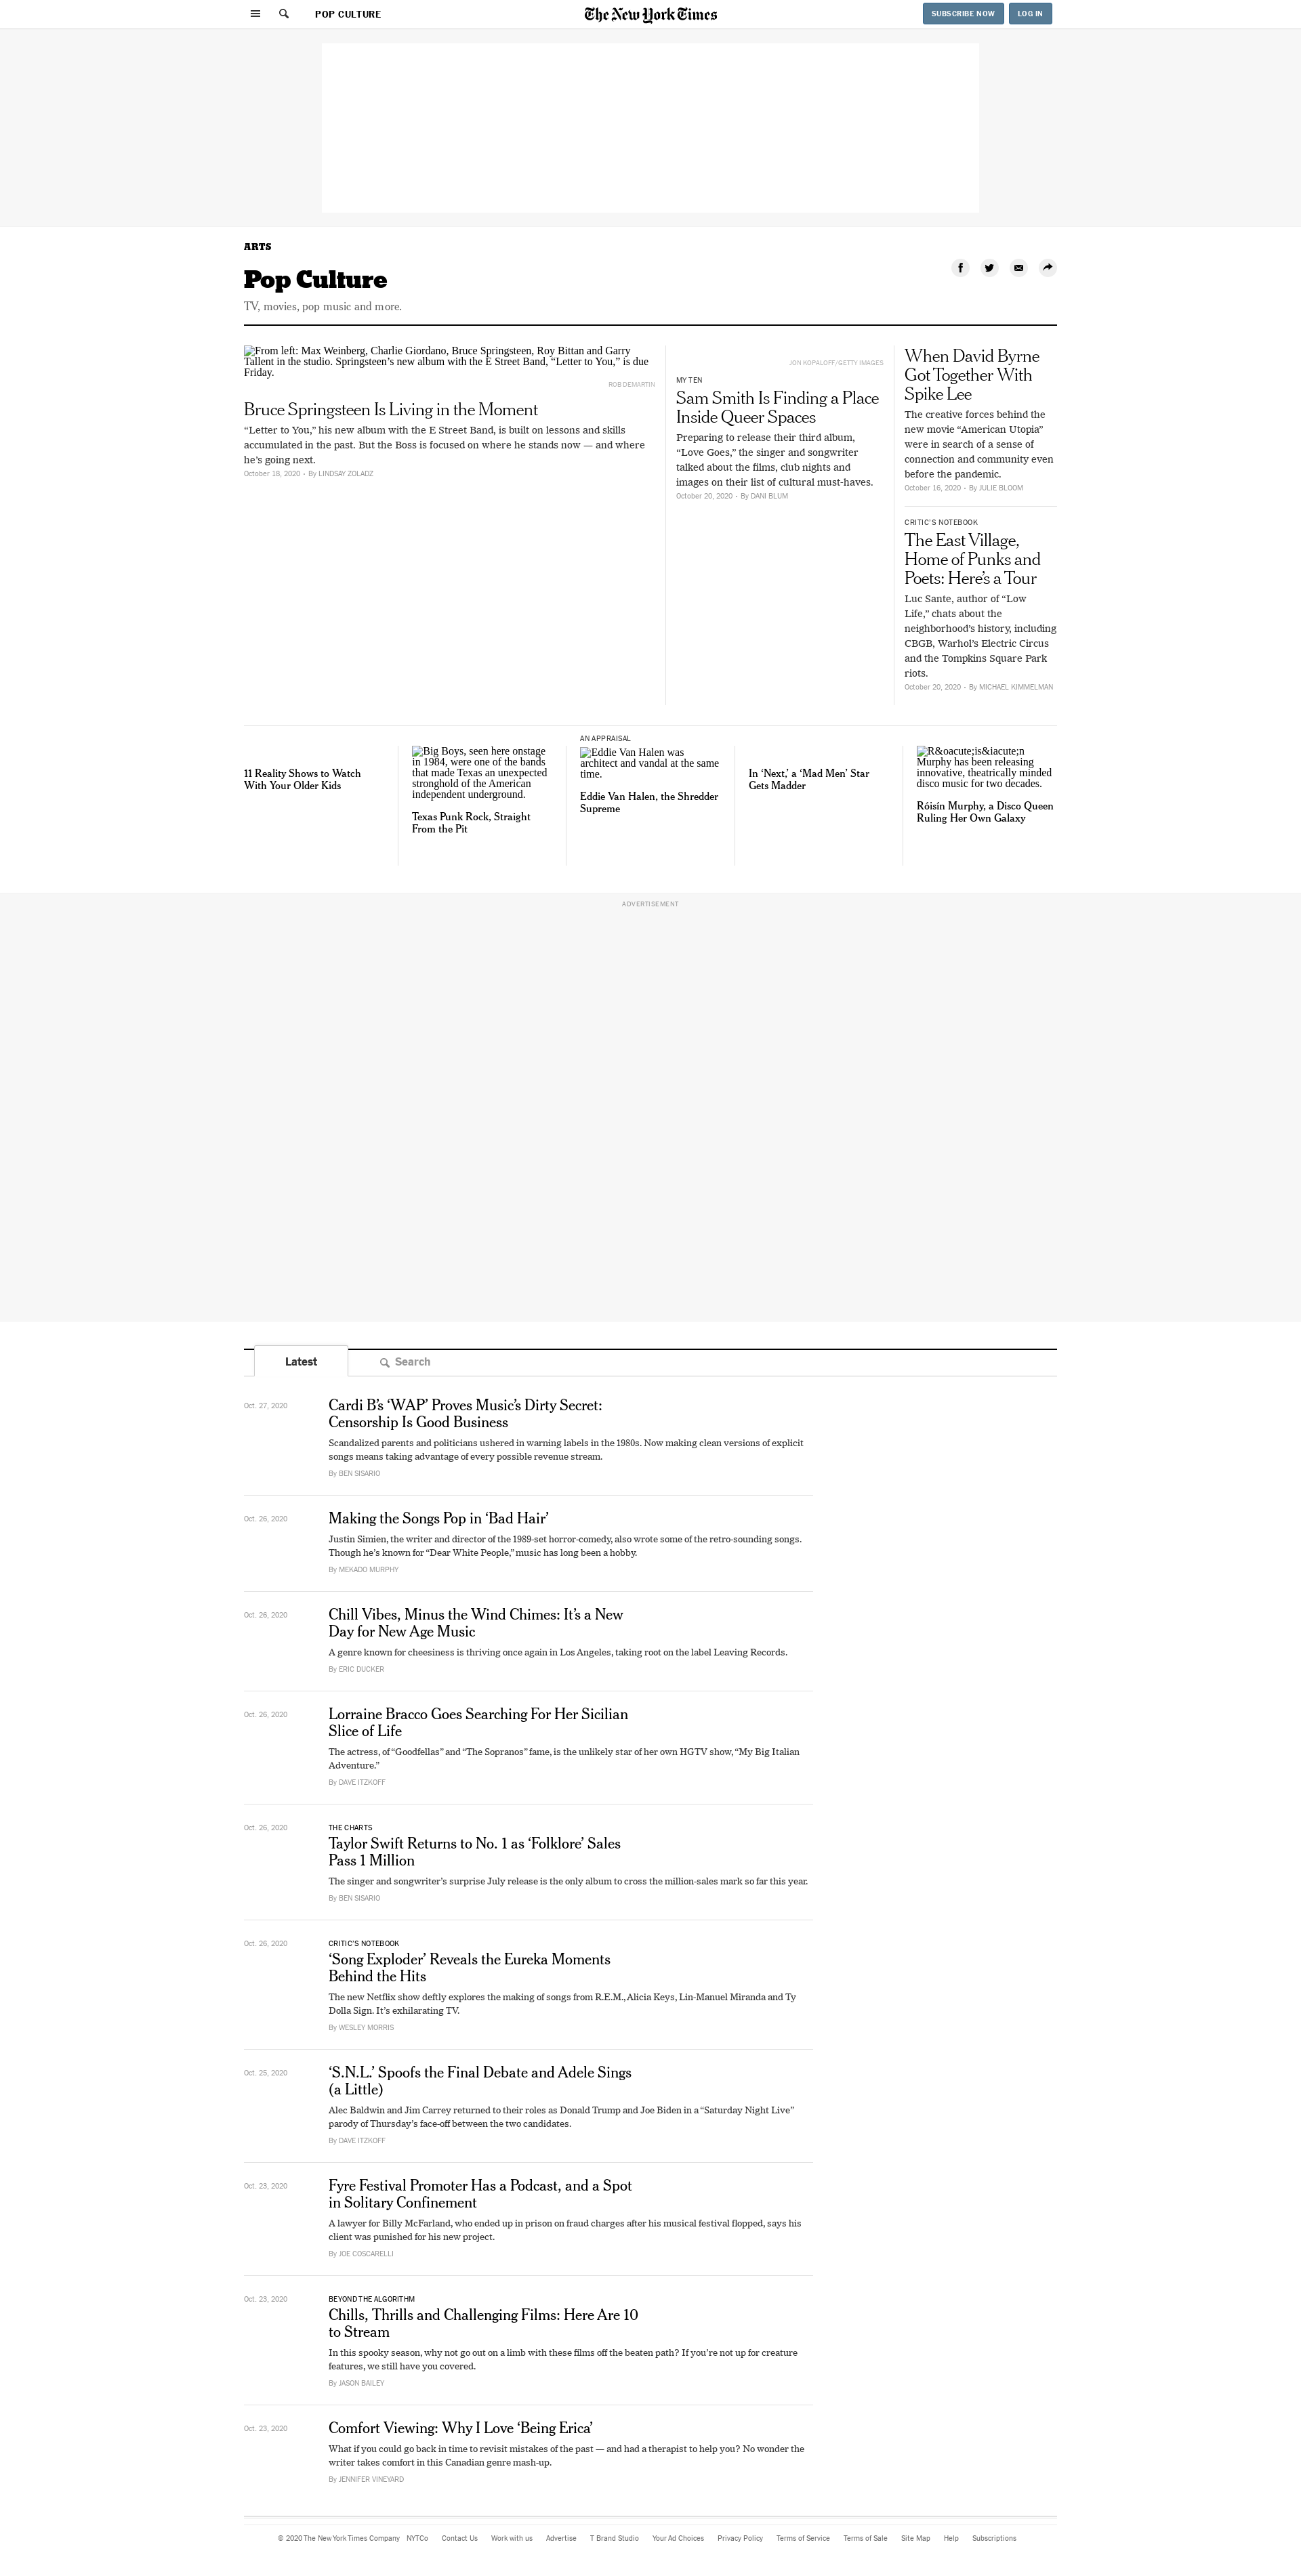 POP CULTURE
The New York Times
SUBSCRIBE NOW
LOG IN
ARTS
Pop Culture
TV, movies, pop music and more.
From left: Max Weinberg, Charlie Giordano, Bruce Springsteen, Roy Bittan and Garry
Tallent in the studio. Springsteen’s new album with the E Street Band, “Letter to You,” is due
Friday.
ROB DEMARTIN
Bruce Springsteen Is Living in the Moment
“Letter to You,” his new album with the E Street Band, is built on lessons and skills
accumulated in the past. But the Boss is focused on where he stands now — and where
he’s going next.
October 18, 2020 - By LINDSAY ZOLADZ
JON KOPALOFF/GETTY IMAGES
MY TEN
Sam Smith Is Finding a Place
Inside Queer Spaces
Preparing to release their third album,
“Love Goes,” the singer and songwriter
talked about the films, club nights and
images on their list of cultural must-haves.
October 20, 2020 - By DANI BLUM
When David Byrne
Got Together With
Spike Lee
The creative forces behind the
new movie “American Utopia”
were in search of a sense of
connection and community even
before the pandemic.
October 16, 2020 - By JULIE BLOOM
CRITIC’S NOTEBOOK
The East Village,
Home of Punks and
Poets: Here’s a Tour
Luc Sante, author of “Low
Life,” chats about the
neighborhood’s history, including
CBGB, Warhol’s Electric Circus
and the Tompkins Square Park
riots.
October 20, 2020 - By MICHAEL KIMMELMAN
11 Reality Shows to Watch
With Your Older Kids
Big Boys, seen here onstage
in 1984, were one of the bands
that made Texas an unexpected
stronghold of the American
independent underground.
Texas Punk Rock, Straight
From the Pit
AN APPRAISAL
Eddie Van Halen was
architect and vandal at the same
time.
Eddie Van Halen, the Shredder
Supreme
In ‘Next,’ a ‘Mad Men’ Star
Gets Madder
R&oacute;is&iacute;n
Murphy has been releasing
innovative, theatrically minded
disco music for two decades.
Róisín Murphy, a Disco Queen
Ruling Her Own Galaxy
ADVERTISEMENT
Latest
Search
Oct. 27, 2020
Cardi B’s ‘WAP’ Proves Music’s Dirty Secret:
Censorship Is Good Business
Scandalized parents and politicians ushered in warning labels in the 1980s. Now making clean versions of explicit
songs means taking advantage of every possible revenue stream.
By BEN SISARIO
Oct. 26, 2020
Making the Songs Pop in ‘Bad Hair’
Justin Simien, the writer and director of the 1989-set horror-comedy, also wrote some of the retro-sounding songs.
Though he’s known for “Dear White People,” music has long been a hobby.
By MEKADO MURPHY
Oct. 26, 2020
Chill Vibes, Minus the Wind Chimes: It’s a New
Day for New Age Music
A genre known for cheesiness is thriving once again in Los Angeles, taking root on the label Leaving Records.
By ERIC DUCKER
Oct. 26, 2020
Lorraine Bracco Goes Searching For Her Sicilian
Slice of Life
The actress, of “Goodfellas” and “The Sopranos” fame, is the unlikely star of her own HGTV show, “My Big Italian
Adventure.”
By DAVE ITZKOFF
Oct. 26, 2020
THE CHARTS
Taylor Swift Returns to No. 1 as ‘Folklore’ Sales
Pass 1 Million
The singer and songwriter’s surprise July release is the only album to cross the million-sales mark so far this year.
By BEN SISARIO
Oct. 26, 2020
CRITIC’S NOTEBOOK
‘Song Exploder’ Reveals the Eureka Moments
Behind the Hits
The new Netflix show deftly explores the making of songs from R.E.M., Alicia Keys, Lin-Manuel Miranda and Ty
Dolla Sign. It’s exhilarating TV.
By WESLEY MORRIS
Oct. 25, 2020
‘S.N.L.’ Spoofs the Final Debate and Adele Sings
(a Little)
Alec Baldwin and Jim Carrey returned to their roles as Donald Trump and Joe Biden in a “Saturday Night Live”
parody of Thursday’s face-off between the two candidates.
By DAVE ITZKOFF
Oct. 23, 2020
Fyre Festival Promoter Has a Podcast, and a Spot
in Solitary Confinement
A lawyer for Billy McFarland, who ended up in prison on fraud charges after his musical festival flopped, says his
client was punished for his new project.
By JOE COSCARELLI
Oct. 23, 2020
BEYOND THE ALGORITHM
Chills, Thrills and Challenging Films: Here Are 10
to Stream
In this spooky season, why not go out on a limb with these films off the beaten path? If you’re not up for creature
features, we still have you covered.
By JASON BAILEY
Oct. 23, 2020
Comfort Viewing: Why I Love ‘Being Erica’
What if you could go back in time to revisit mistakes of the past — and had a therapist to help you? No wonder the
writer takes comfort in this Canadian genre mash-up.
By JENNIFER VINEYARD
© 2020 The New York Times Company NYTCo Contact Us Work with us Advertise T Brand Studio Your Ad Choices Privacy Policy Terms of Service Terms of Sale Site Map Help Subscriptions